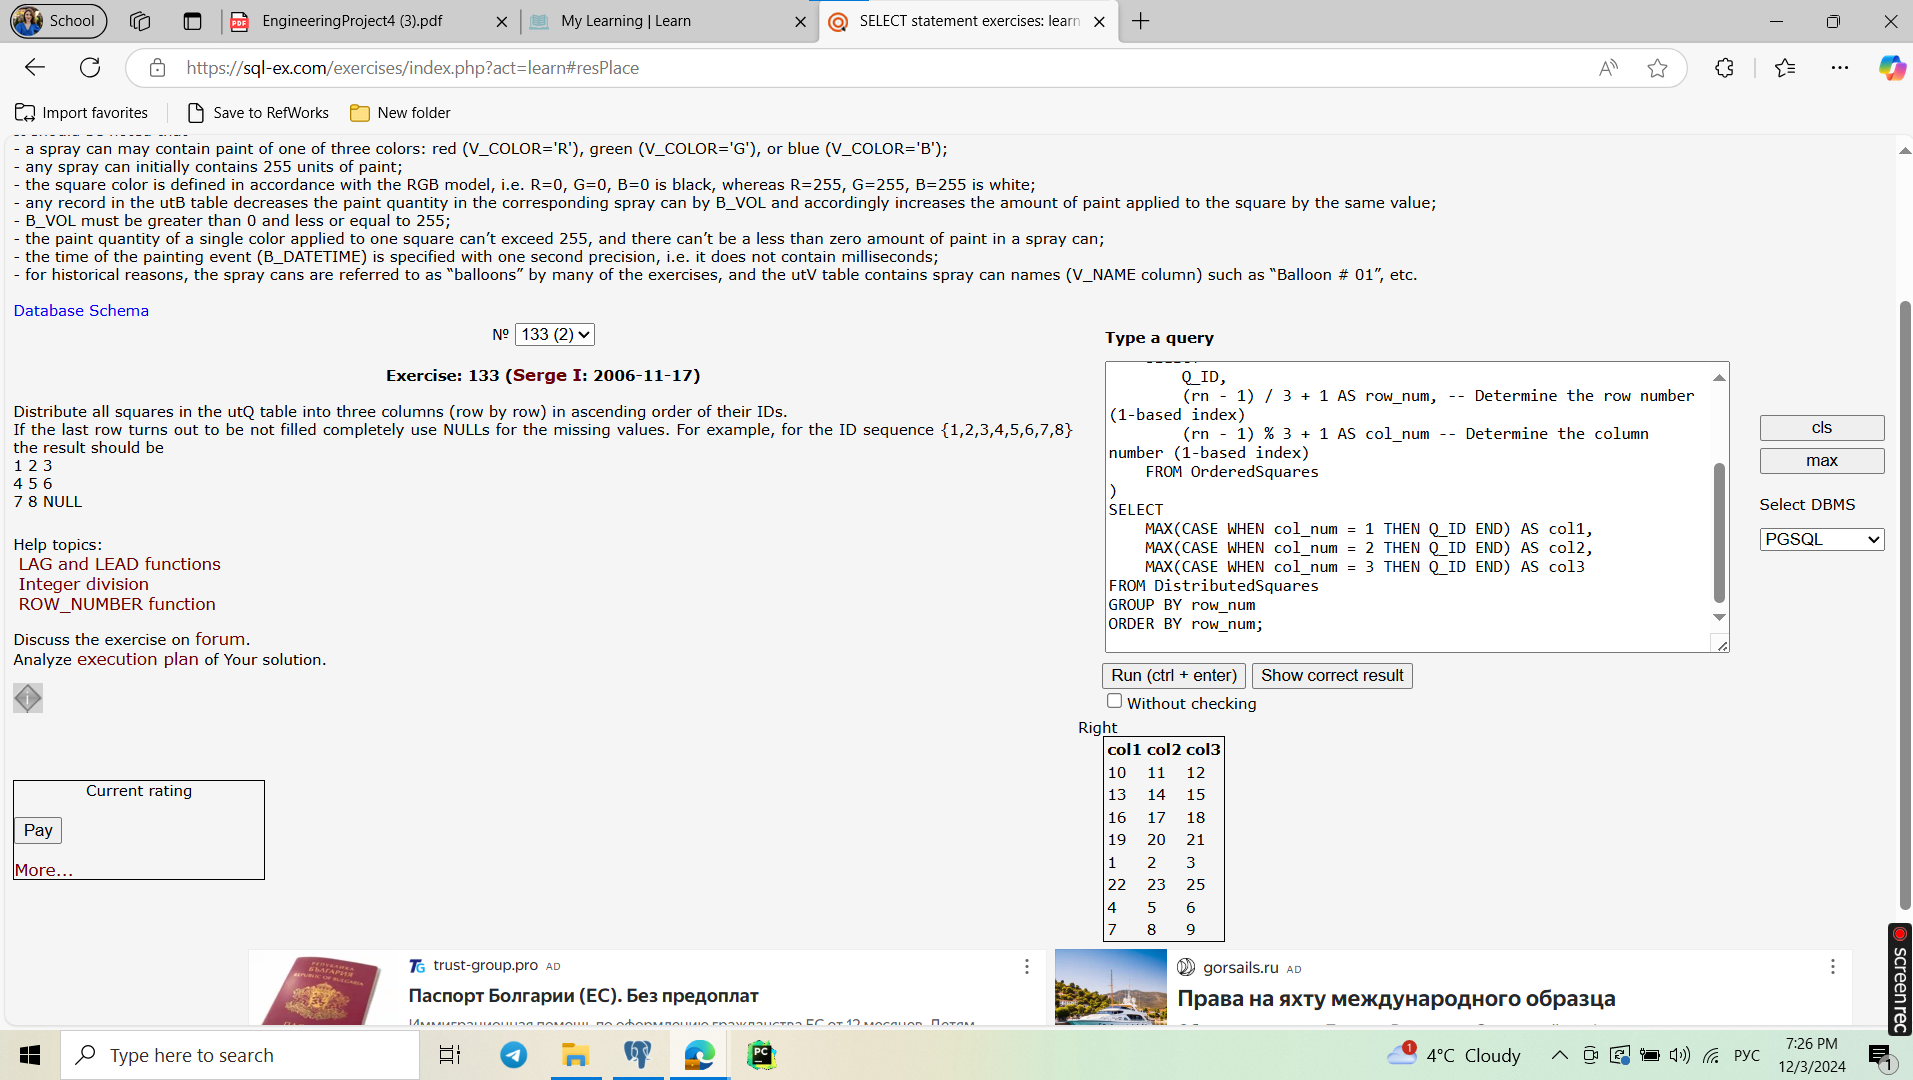 School
EngineeringProject4 (3).pdf
My Learning | Learn
SELECT statement exercises: learn
https://sql-ex.com/exercises/index.php?act=learn#resPlace
Import favorites
Save to RefWorks
New folder
- a spray can may contain paint of one of three colors: red (V_COLOR='R'), green (V_COLOR='G'), or blue (V_COLOR='B');
- any spray can initially contains 255 units of paint;
- the square color is defined in accordance with the RGB model, i.e. R=0, G=0, B=0 is black, whereas R=255, G=255, B=255 is white;
- any record in the utB table decreases the paint quantity in the corresponding spray can by B_VOL and accordingly increases the amount of paint applied to the square by the same value;
- B_VOL must be greater than 0 and less or equal to 255;
- the paint quantity of a single color applied to one square can’t exceed 255, and there can’t be a less than zero amount of paint in a spray can;
- the time of the painting event (B_DATETIME) is specified with one second precision, i.e. it does not contain milliseconds;
- for historical reasons, the spray cans are referred to as “balloons” by many of the exercises, and the utV table contains spray can names (V_NAME column) such as “Balloon # 01”, etc.
Database Schema
№ 133 (2)
Exercise: 133 (Serge I: 2006-11-17)
Distribute all squares in the utQ table into three columns (row by row) in ascending order of their IDs.
If the last row turns out to be not filled completely use NULLs for the missing values. For example, for the ID sequence {1,2,3,4,5,6,7,8}
the result should be
1 2 3
4 5 6
7 8 NULL
Help topics:
LAG and LEAD functions
Integer division
ROW_NUMBER function
Discuss the exercise on forum.
Analyze execution plan of Your solution.
Current rating
Pay
More...
Type a query
Q_ID,
(rn - 1) / 3 + 1 AS row_num, -- Determine the row number
(1-based index)
(rn - 1) % 3 + 1 AS col_num -- Determine the column
number (1-based index)
FROM OrderedSquares
)
SELECT
MAX(CASE WHEN col_num = 1 THEN Q_ID END) AS col1,
MAX(CASE WHEN col_num = 2 THEN Q_ID END) AS col2,
MAX(CASE WHEN col_num = 3 THEN Q_ID END) AS col3
FROM DistributedSquares
GROUP BY row_num
ORDER BY row_num;
cls
max
Select DBMS
PGSQL
Run (ctrl + enter)
Show correct result
Without checking
Right
col1 col2 col3
10 11 12
13 14 15
16 17 18
19 20 21
1 2 3
22 23 25
4 5 6
7 8 9
trust-group.pro AD
Паспорт Болгарии (ЕС). Без предоплат
gorsails.ru AD
Права на яхту международного образца
screen rec
Type here to search
PC
1
4°C Cloudy
РУС
7:26 PM
12/3/2024
1